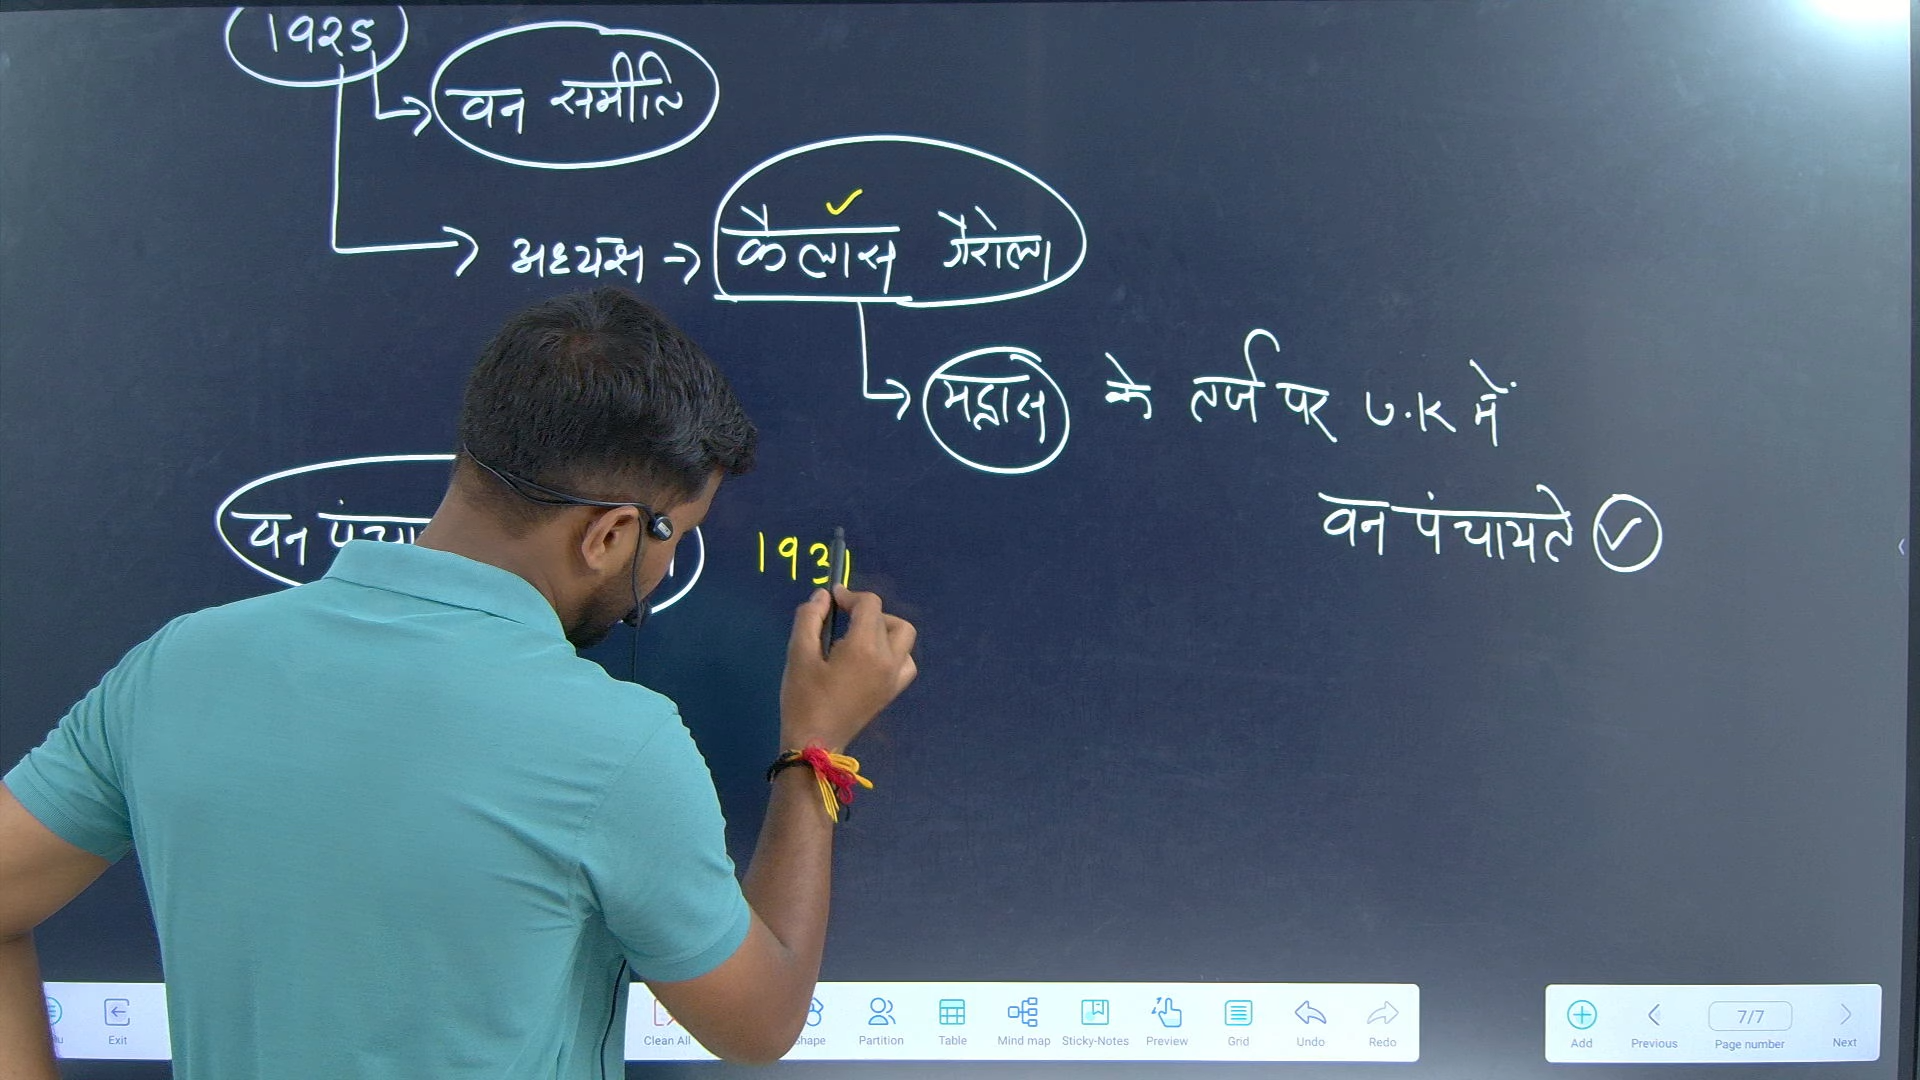 1925
वन समीति
अध्यक्ष → कैलास गैरोला
मद्रास के तर्ज पर U.K में
वन पंचायते
वन पंचा
1931
Exit
Clean All
Partition
Table
Mind map
Sticky-Notes
Preview
Grid
Undo
Redo
Add
Previous
7/7
Page number
Next